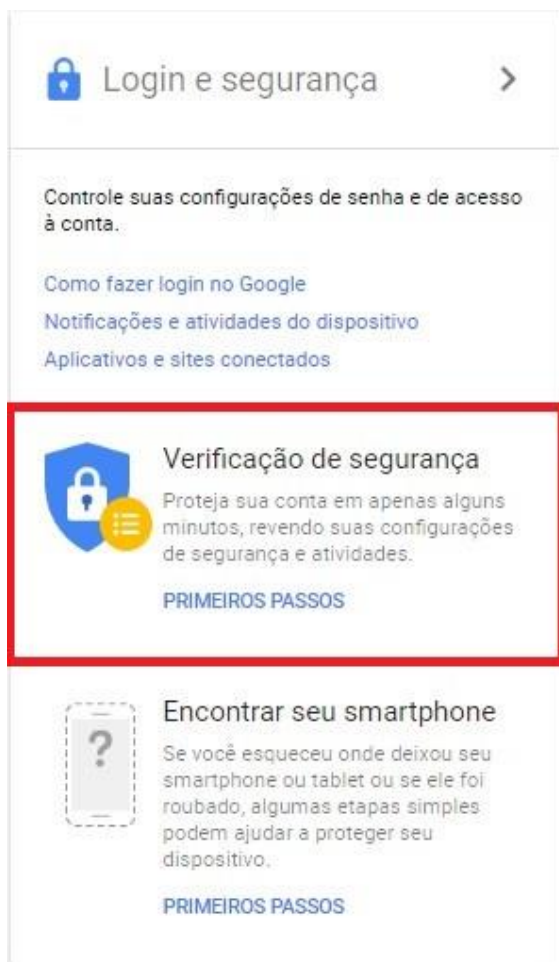 Login e segurança
Controle suas configurações de senha e de acesso
à conta.
Como fazer login no Google
Notificações e atividades do dispositivo
Aplicativos e sites conectados
Verificação de segurança
Proteja sua conta em apenas alguns
minutos, revendo suas configurações
de segurança e atividades.
PRIMEIROS PASSOS
Encontrar seu smartphone
?
Se você esqueceu onde deixou seu
smartphone ou tablet ou se ele foi
roubado, algumas etapas simples
podem ajudar a proteger seu
dispositivo.
PRIMEIROS PASSOS